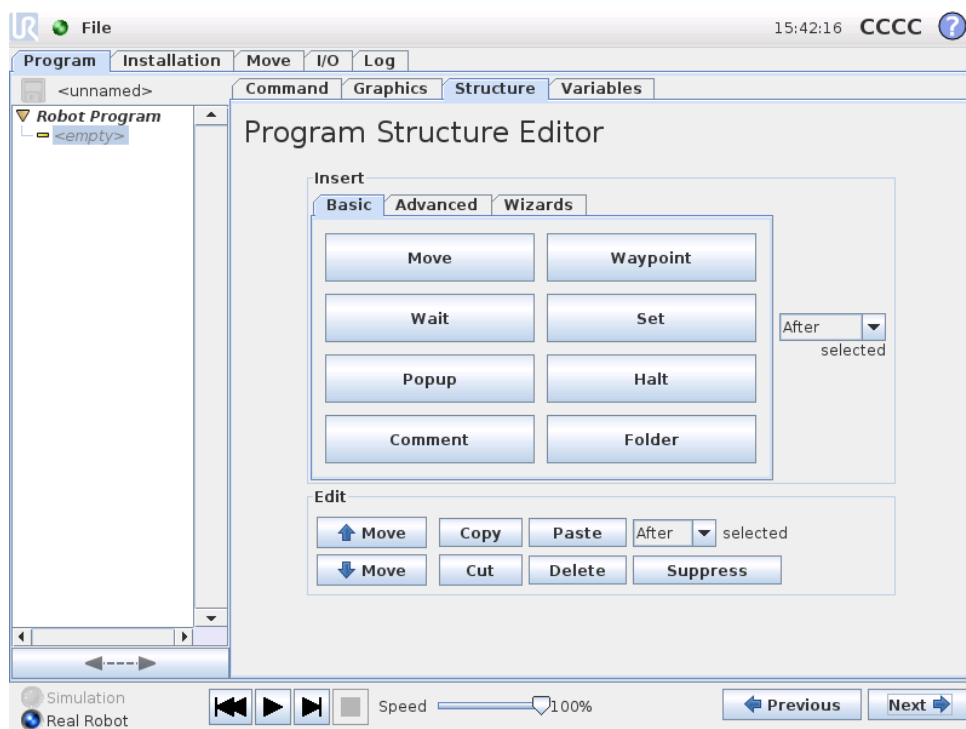 UR File 15:42:16 CCCC ?
Program Installation Move I/O Log
<unnamed> Command Graphics Structure Variables
Robot Program
<empty>
Program Structure Editor
Insert
Basic Advanced Wizards
Move Waypoint
Wait Set
After
selected
Popup Halt
Comment Folder
Edit
Move Copy Paste After selected
Move Cut Delete Suppress
Simulation
Real Robot
Speed 100% Previous Next